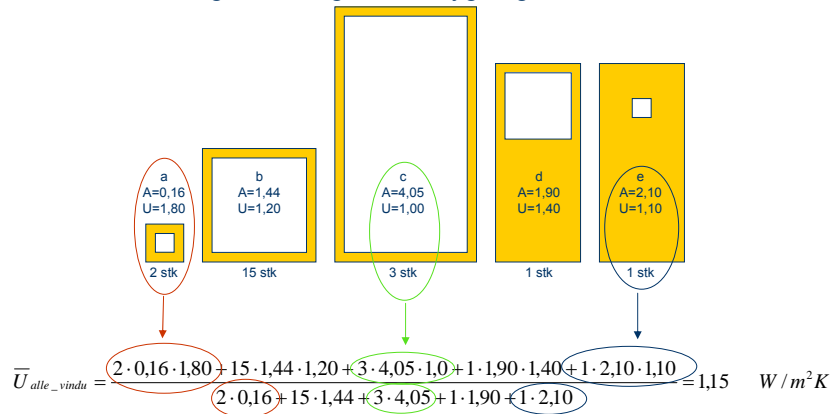 a
A=0,16
U=1,80
2 stk
b
A=1,44
U=1,20
15 stk
c
A=4,05
U=1,00
3 stk
d
A=1,90
U=1,40
1 stk
e
A=2,10
U=1,10
1 stk
U̅ alle_vindu = (2·0,16·1,80+15·1,44·1,20+3·4,05·1,0+1·1,90·1,40+1·2,10·1,10) / (2·0,16+15·1,44+3·4,05+1·1,90+1·2,10) =1,15 W/m²K